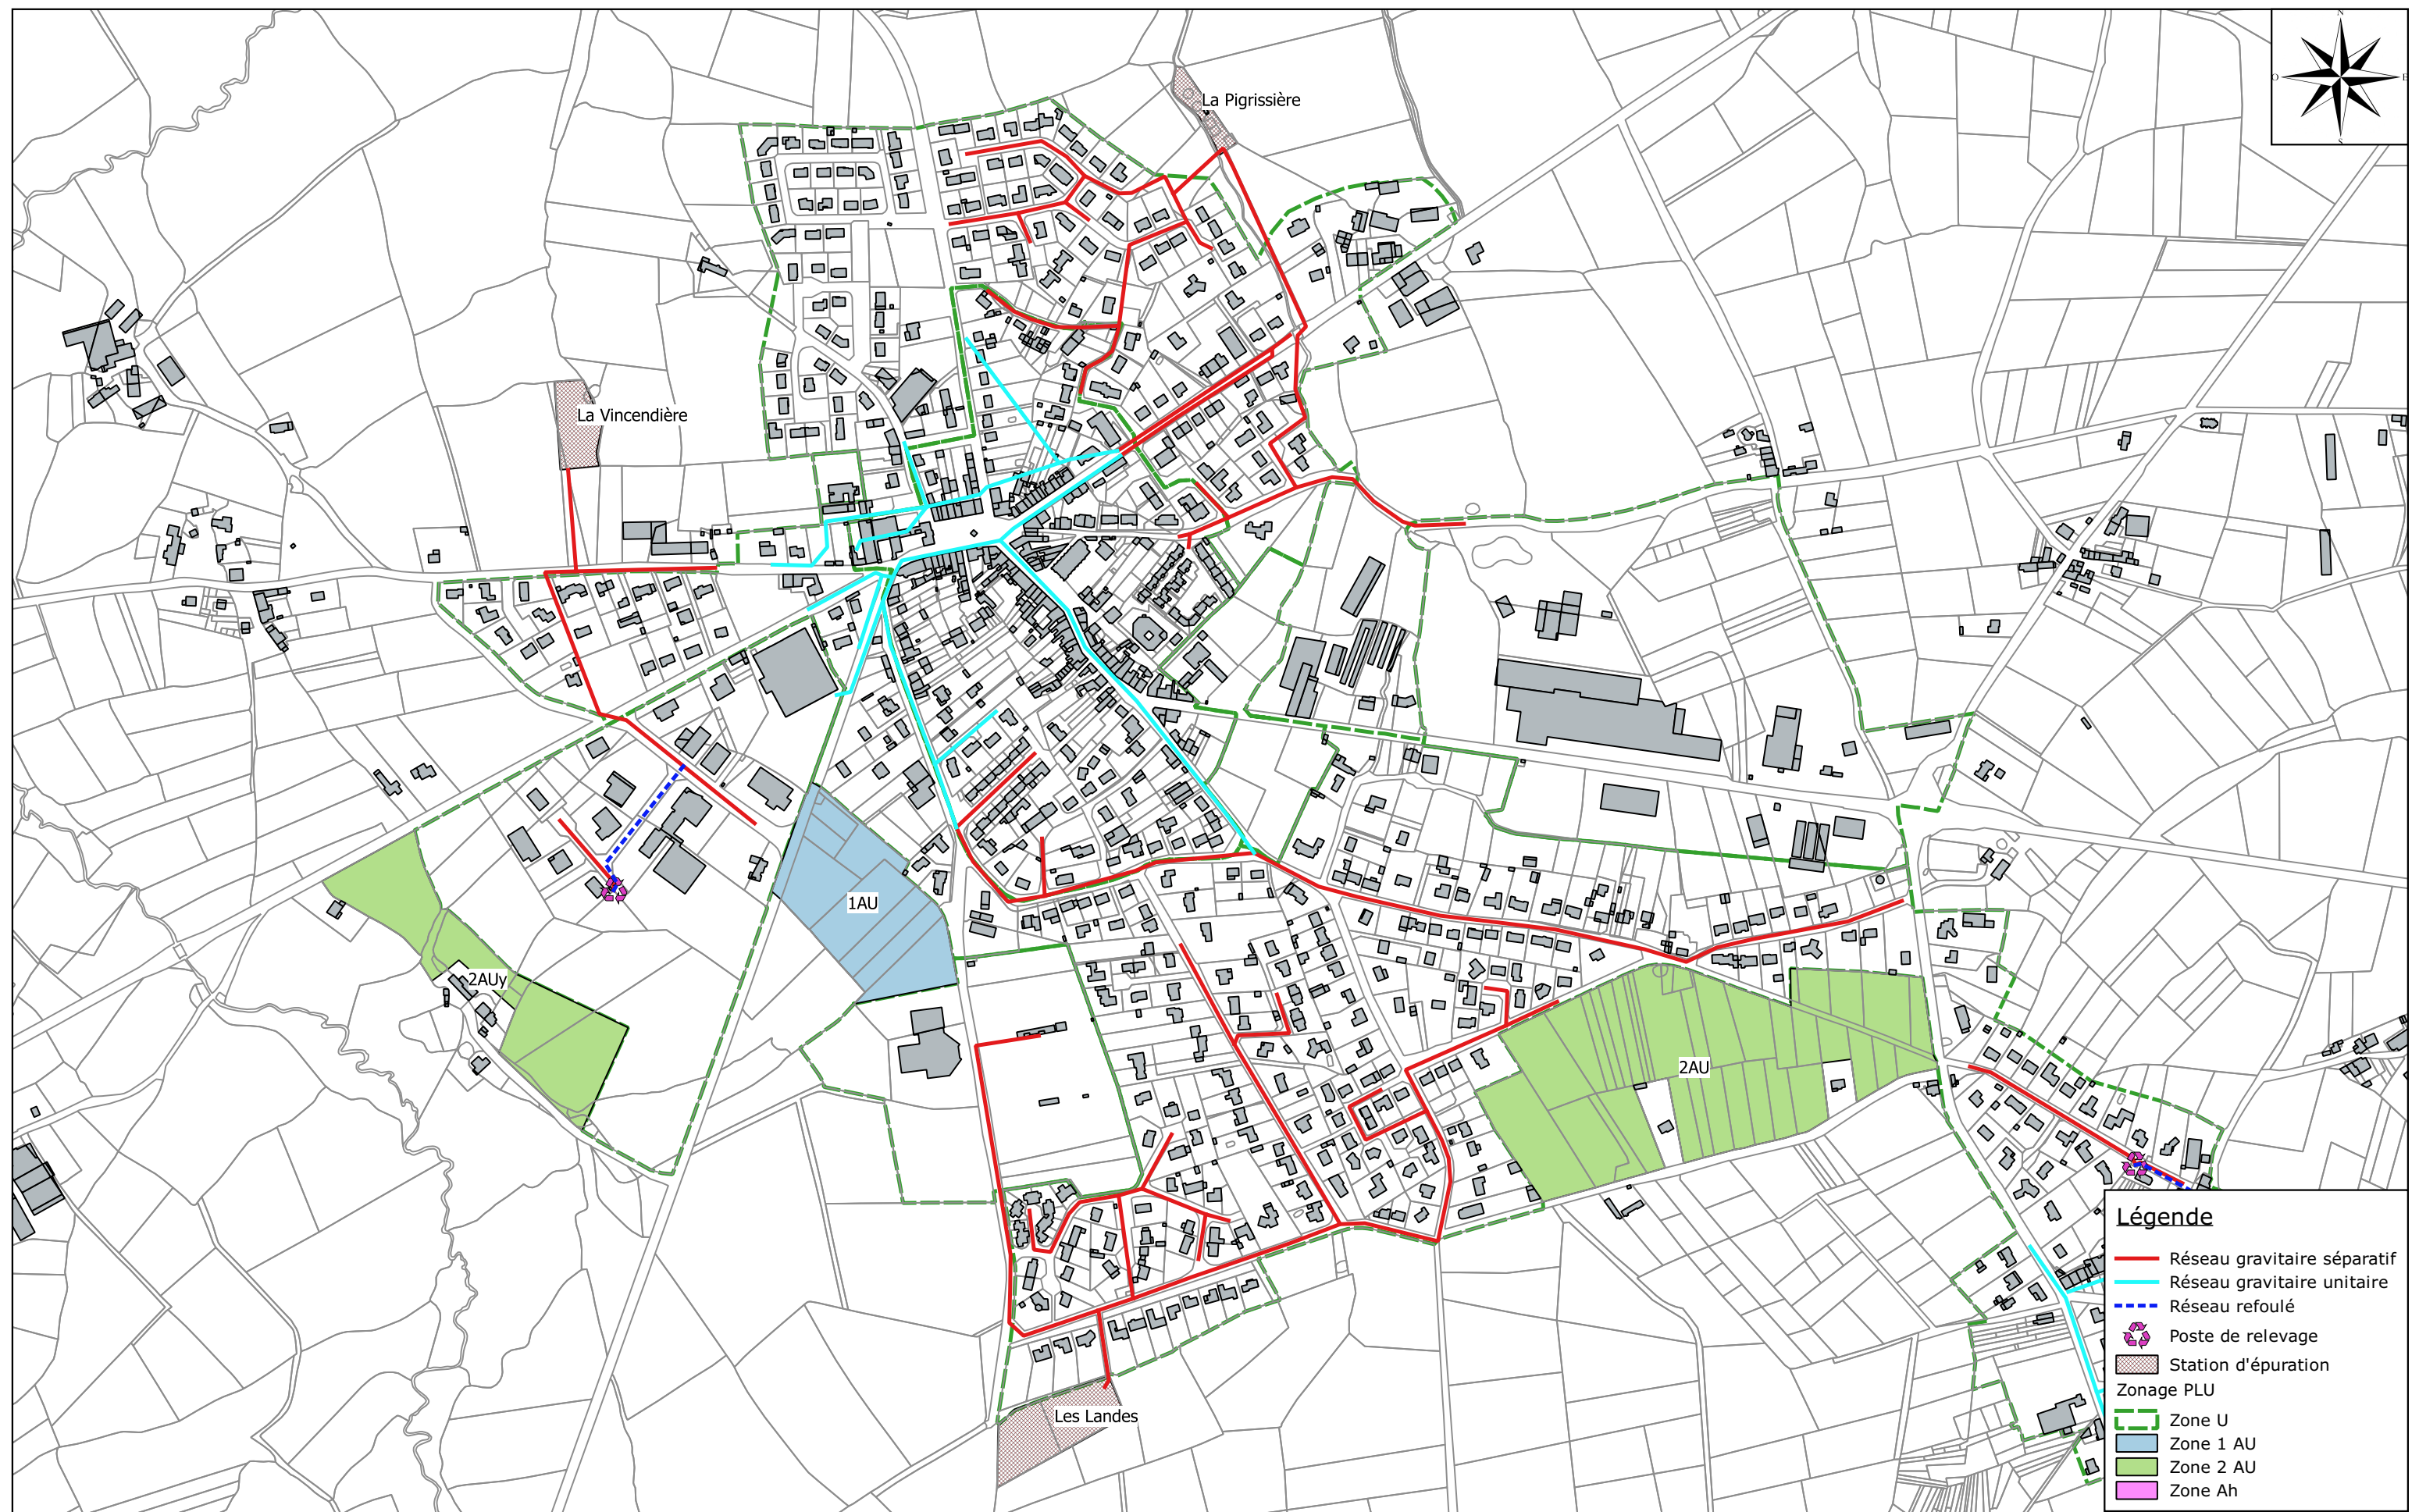 N
La Pigrissière
O
E
S
La Vincendière
1AU
2AUy
2AU
Les Landes
Légende
Réseau gravitaire séparatif
Réseau gravitaire unitaire
Réseau refoulé
Poste de relevage
Station d'épuration
Zonage PLU
Zone U
Zone 1 AU
Zone 2 AU
Zone Ah